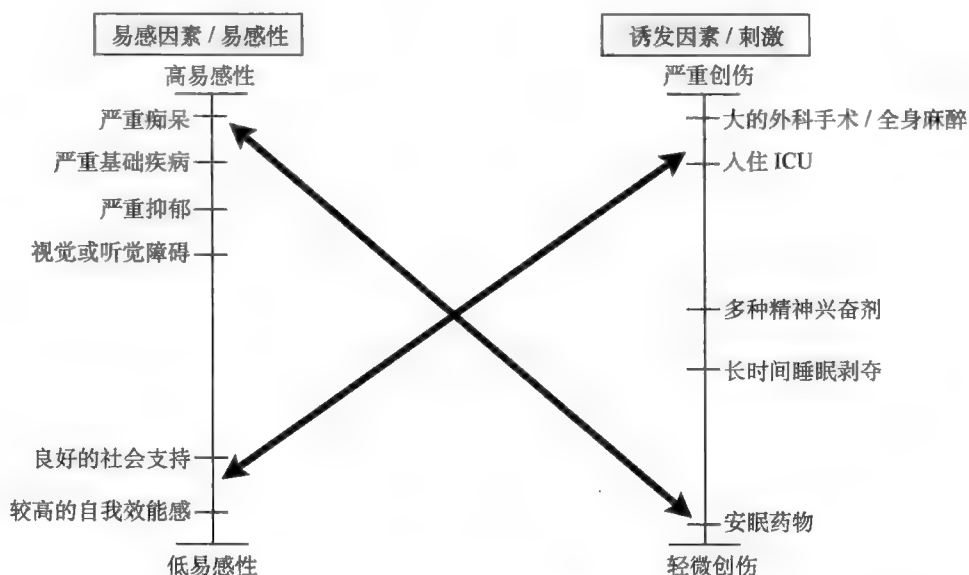 易感因素 / 易感性
高易感性
严重痴呆
严重基础疾病
严重抑郁
视觉或听觉障碍
良好的社会支持
较高的自我效能感
低易感性
诱发因素 / 刺激
严重创伤
大的外科手术 / 全身麻醉
入住 ICU
多种精神兴奋剂
长时间睡眠剥夺
安眠药物
轻微创伤